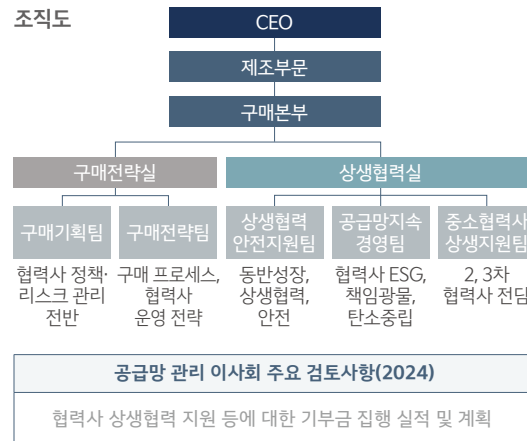 조직도
CEO
제조부문
구매본부
구매전략실
상생협력실
구매기획팀
구매전략팀
상생협력
안전지원팀
공급망지속
경영팀
중소협력사
상생지원팀
협력사 정책·
리스크 관리
전반
구매 프로세스,
협력사
운영 전략
동반성장,
상생협력,
안전
협력사 ESG,
책임광물,
탄소중립
2, 3차
협력사 전담
공급망 관리 이사회 주요 검토사항(2024)
협력사 상생협력 지원 등에 대한 기부금 집행 실적 및 계획